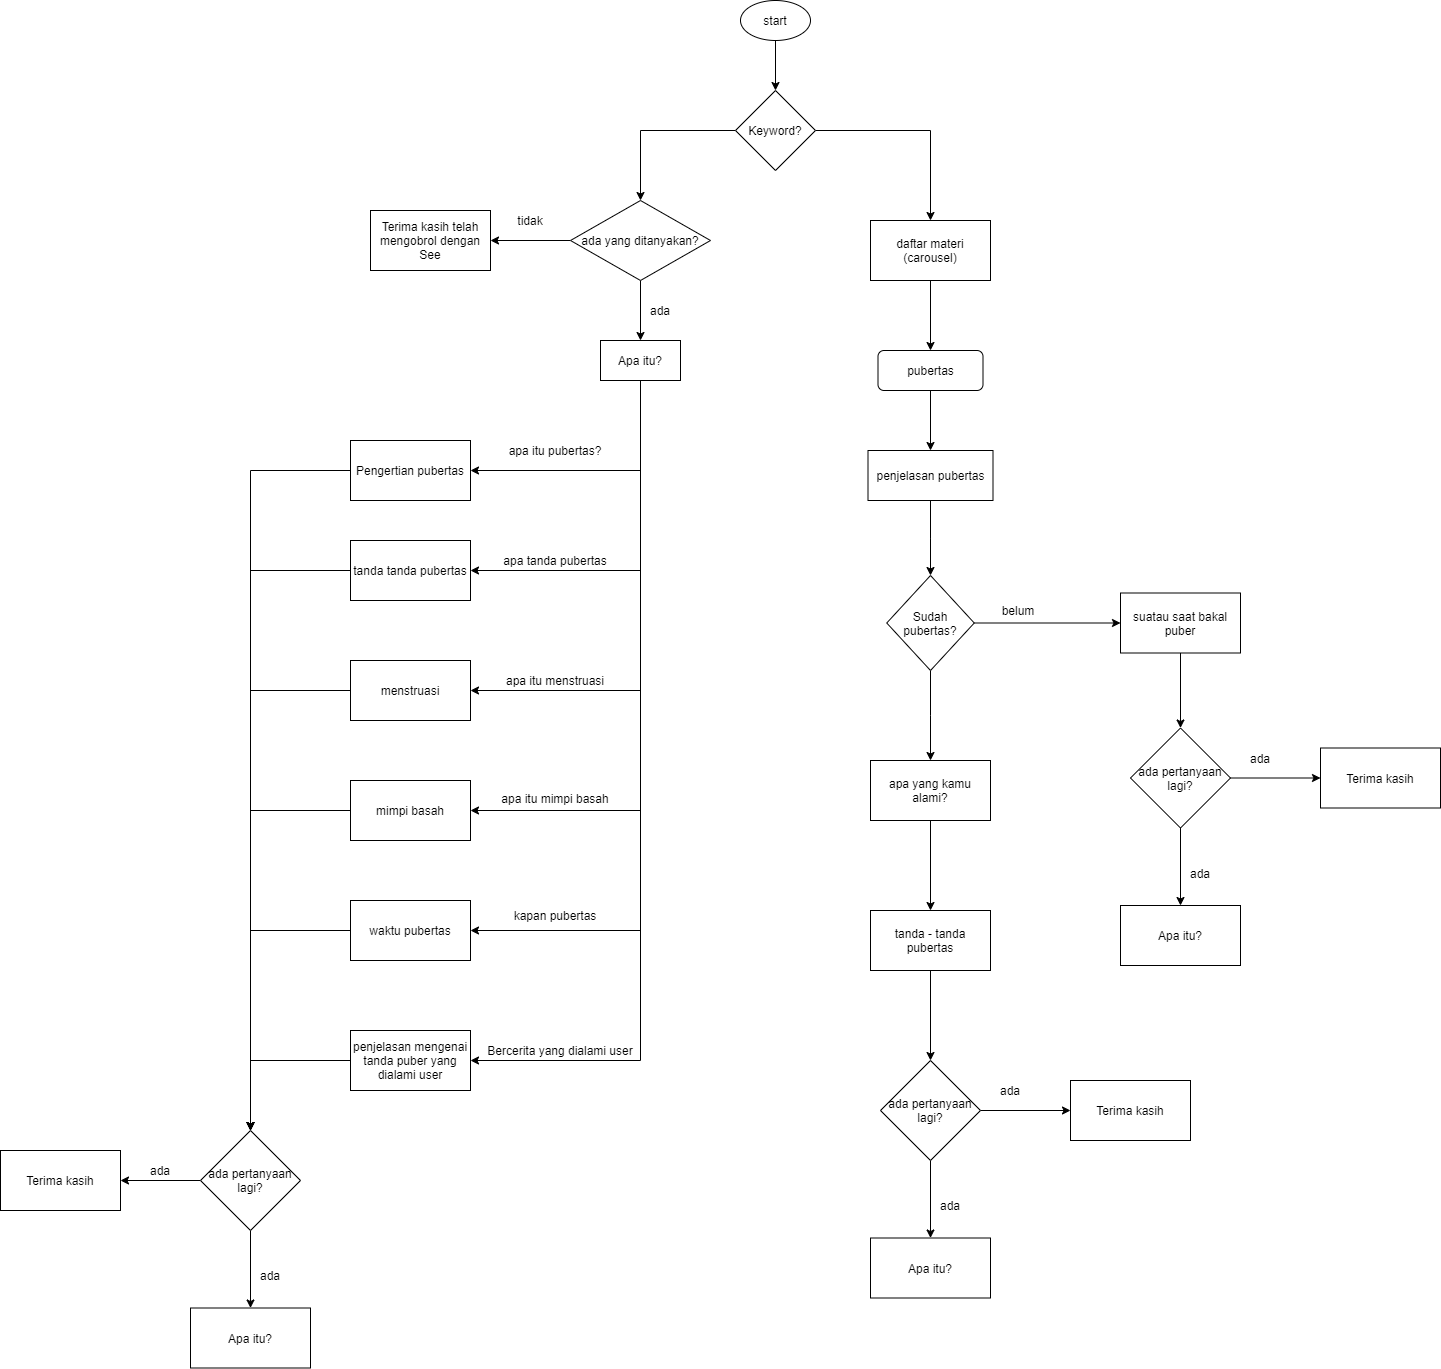 start
Keyword?
tidak
Terima kasih telah
mengobrol dengan
See
ada yang ditanyakan?
daftar materi
(carousel)
ada
Apa itu?
pubertas
apa itu pubertas?
Pengertian pubertas
penjelasan pubertas
apa tanda pubertas
tanda tanda pubertas
Sudah
pubertas?
belum
suatau saat bakal
puber
apa itu menstruasi
menstruasi
ada pertanyaan
lagi?
ada
Terima kasih
apa yang kamu
alami?
apa itu mimpi basah
mimpi basah
ada
Apa itu?
kapan pubertas
waktu pubertas
tanda - tanda
pubertas
Bercerita yang dialami user
penjelasan mengenai
tanda puber yang
dialami user
ada pertanyaan
lagi?
ada
Terima kasih
ada pertanyaan
lagi?
ada
Terima kasih
ada
Apa itu?
ada
Apa itu?